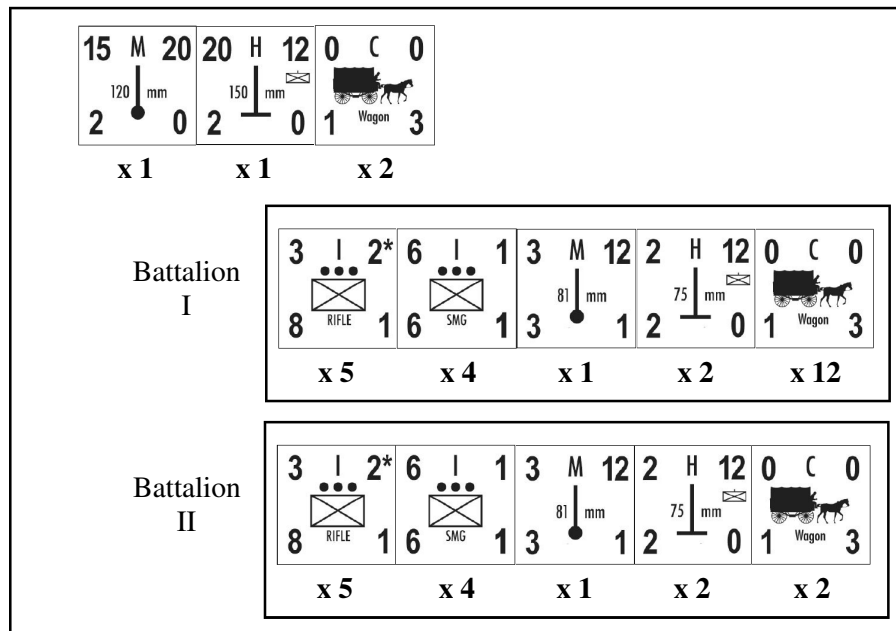 15 M 20 20 H 12 0 C 0
120 mm 150 mm
2 0 2 0 1 Wagon 3
x 1 x 1 x 2
Battalion
I
3 I 2* 6 I 1 3 M 12 2 H 12 0 C 0
81 mm 75 mm
8 RIFLE 1 6 SMG 1 3 1 2 0 1 Wagon 3
x 5 x 4 x 1 x 2 x 12
Battalion
II
3 I 2* 6 I 1 3 M 12 2 H 12 0 C 0
81 mm 75 mm
8 RIFLE 1 6 SMG 1 3 1 2 0 1 Wagon 3
x 5 x 4 x 1 x 2 x 2